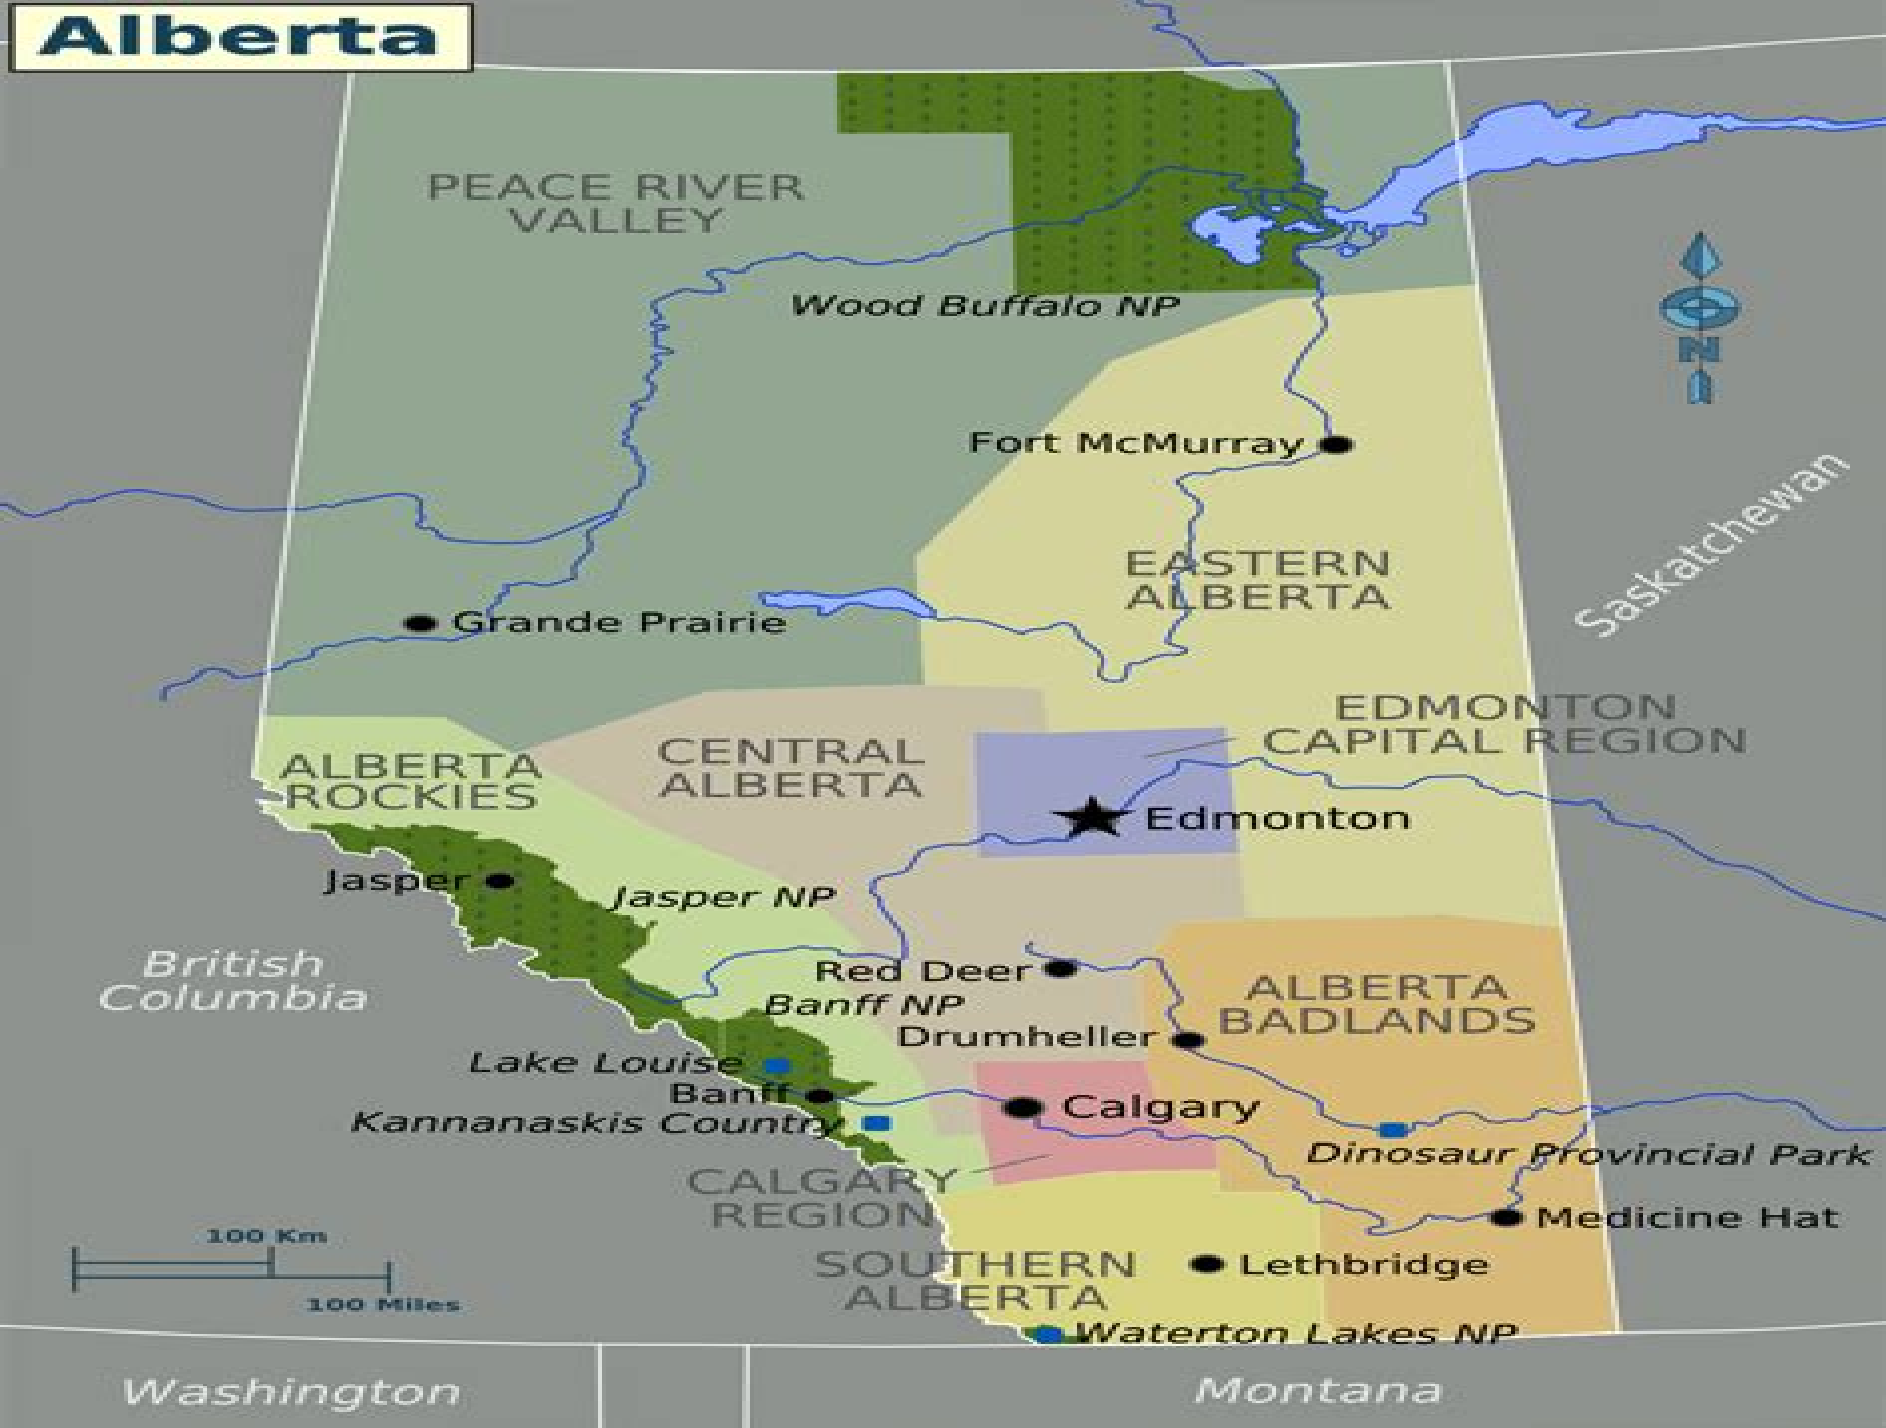 Alberta
PEACE RIVER
VALLEY
Wood Buffalo NP
N
Fort McMurray
Saskatchewan
EASTERN
ALBERTA
Grande Prairie
EDMONTON
CAPITAL REGION
CENTRAL
ALBERTA
ALBERTA
ROCKIES
Edmonton
Jasper
Jasper NP
British
Columbia
Red Deer
ALBERTA
BADLANDS
Banff NP
Drumheller
Lake Louise
Banff
Calgary
Kannanaskis Country
Dinosaur Provincial Park
CALGARY
REGION
Medicine Hat
100 Km
100 Miles
SOUTHERN
ALBERTA
Lethbridge
Waterton Lakes NP
Washington
Montana